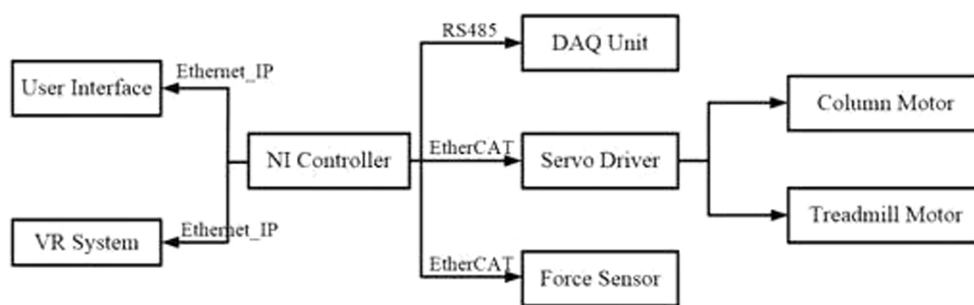 RS485
DAQ Unit
Ethernet_IP
User Interface
Column Motor
EtherCAT
NI Controller
Servo Driver
Treadmill Motor
Ethernet_IP
VR System
EtherCAT
Force Sensor